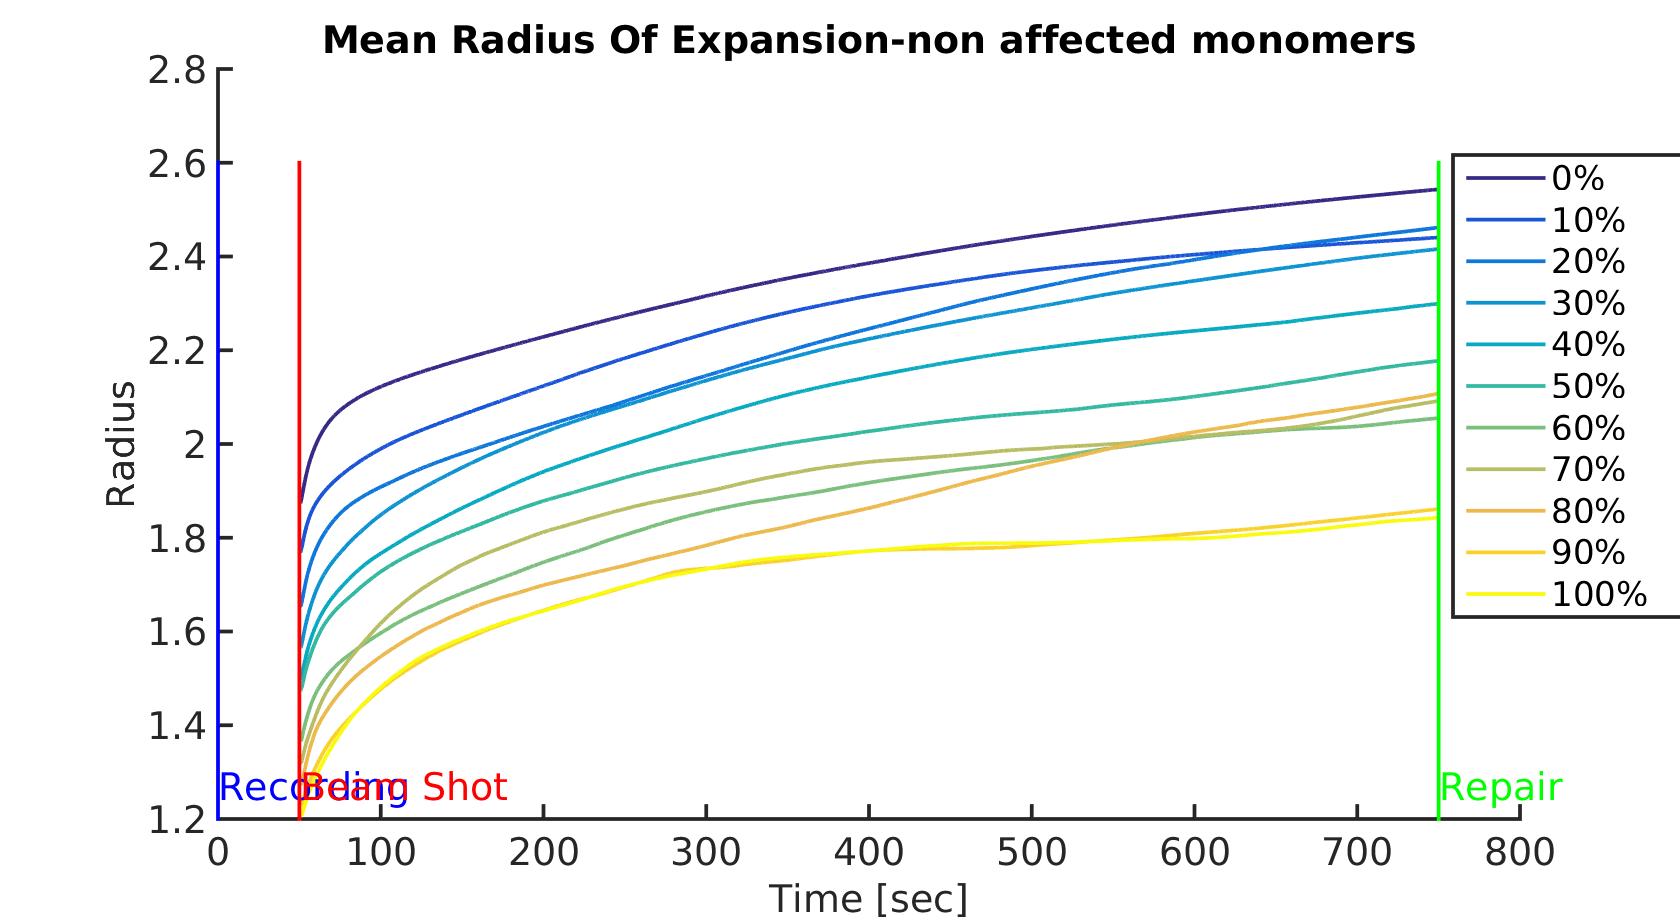 Mean Radius Of Expansion-non affected monomers
2.8
2.6
2.4
2.2
2
1.8
1.6
1.4
1.2
Radius
0%
10%
20%
30%
40%
50%
60%
70%
80%
90%
100%
Recording
Beam Shot
Repair
0 100 200 300 400 500 600 700 800
Time [sec]